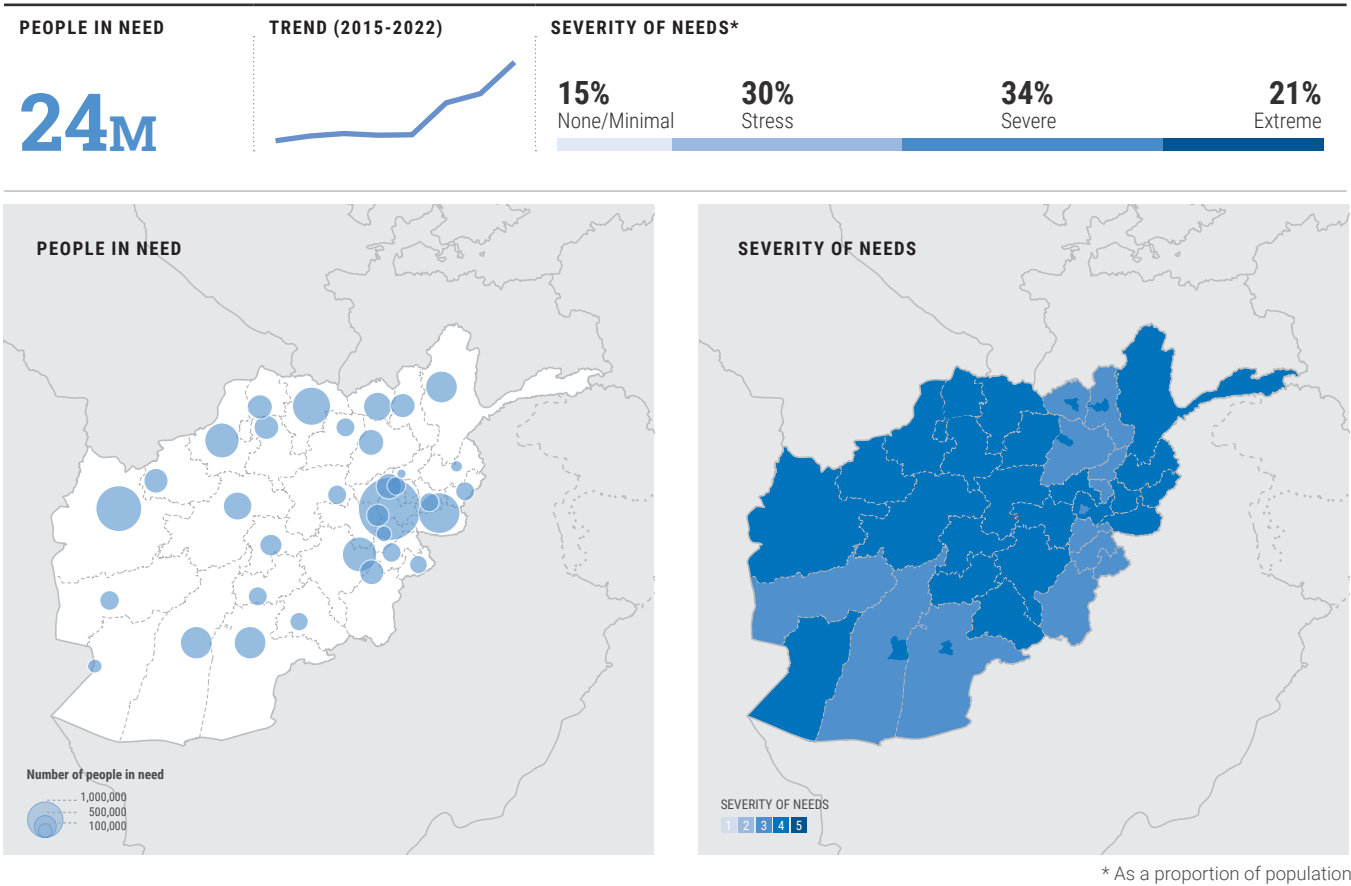 PEOPLE IN NEED
24M
TREND (2015-2022)
SEVERITY OF NEEDS*
15%
None/Minimal
30%
Stress
34%
Severe
21%
Extreme
PEOPLE IN NEED
Number of people in need
1,000,000
500,000
100,000
SEVERITY OF NEEDS
SEVERITY OF NEEDS
1 2 3 4 5
* As a proportion of population